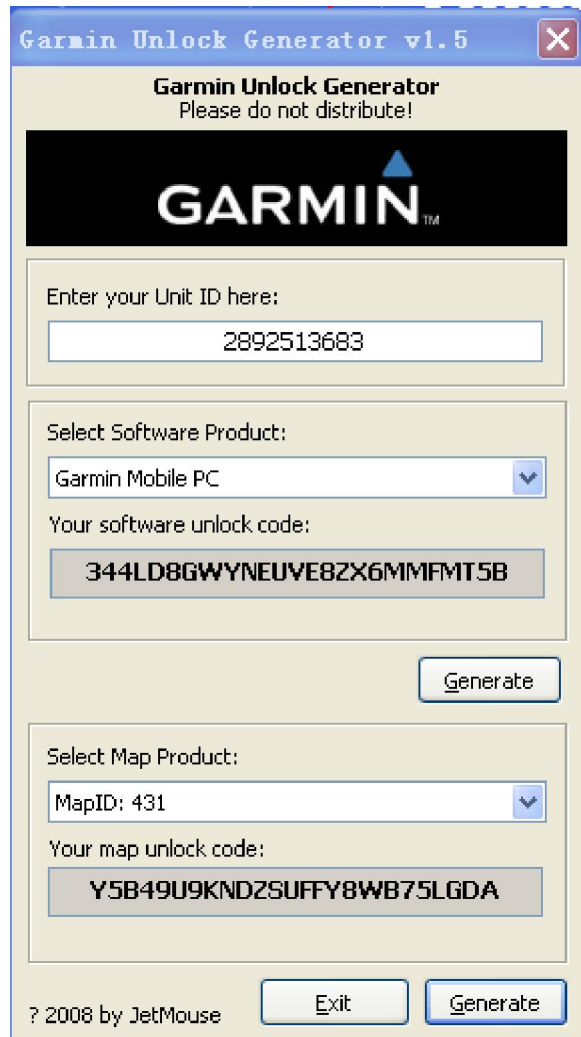 Garmin Unlock Generator v1.5
Garmin Unlock Generator
Please do not distribute!
GARMIN™
Enter your Unit ID here:
2892513683
Select Software Product:
Garmin Mobile PC
Your software unlock code:
344LD8GWYNEUVE8ZX6MMFMT5B
Generate
Select Map Product:
MapID: 431
Your map unlock code:
Y5B49U9KNDZSUFFY8WB75LGDA
? 2008 by JetMouse
Exit
Generate